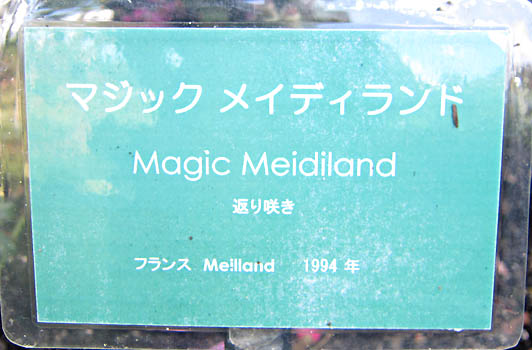 マジック メイディランド
Magic Meidiland
返り咲き
フランス Meilland 1994 年